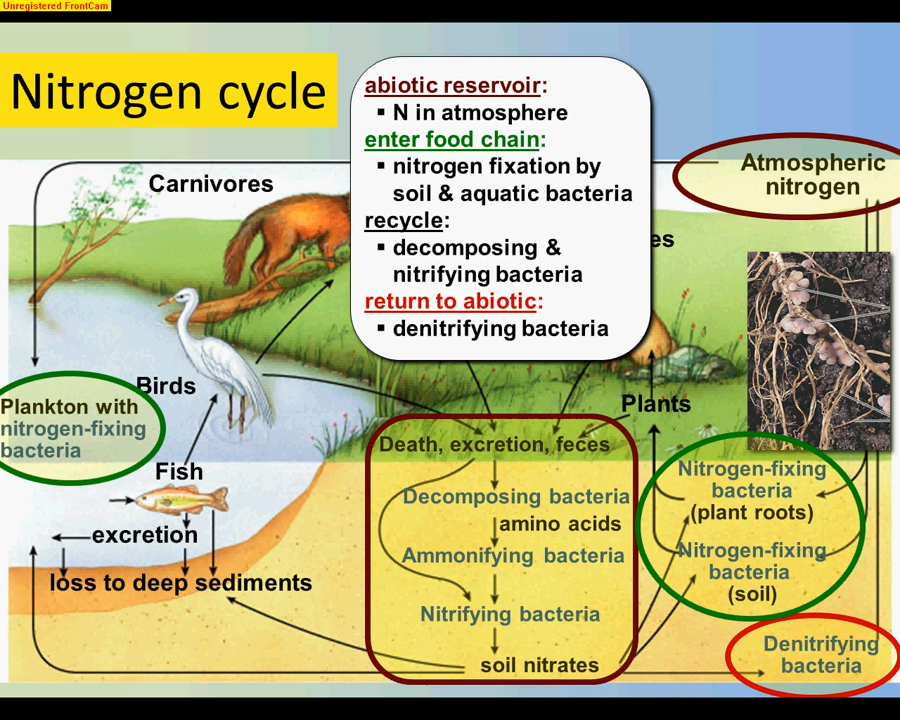 Unregistered FrontCam
Nitrogen cycle
abiotic reservoir:
▪ N in atmosphere
enter food chain:
▪ nitrogen fixation by
soil & aquatic bacteria
recycle:
▪ decomposing &
nitrifying bacteria
return to abiotic:
▪ denitrifying bacteria
Carnivores
Atmospheric
nitrogen
es
Birds
Plankton with
nitrogen-fixing
bacteria
Plants
Fish
excretion
loss to deep sediments
Death, excretion, feces
Decomposing bacteria
amino acids
Ammonifying bacteria
Nitrifying bacteria
soil nitrates
Nitrogen-fixing
bacteria
(plant roots)
Nitrogen-fixing
bacteria
(soil)
Denitrifying
bacteria